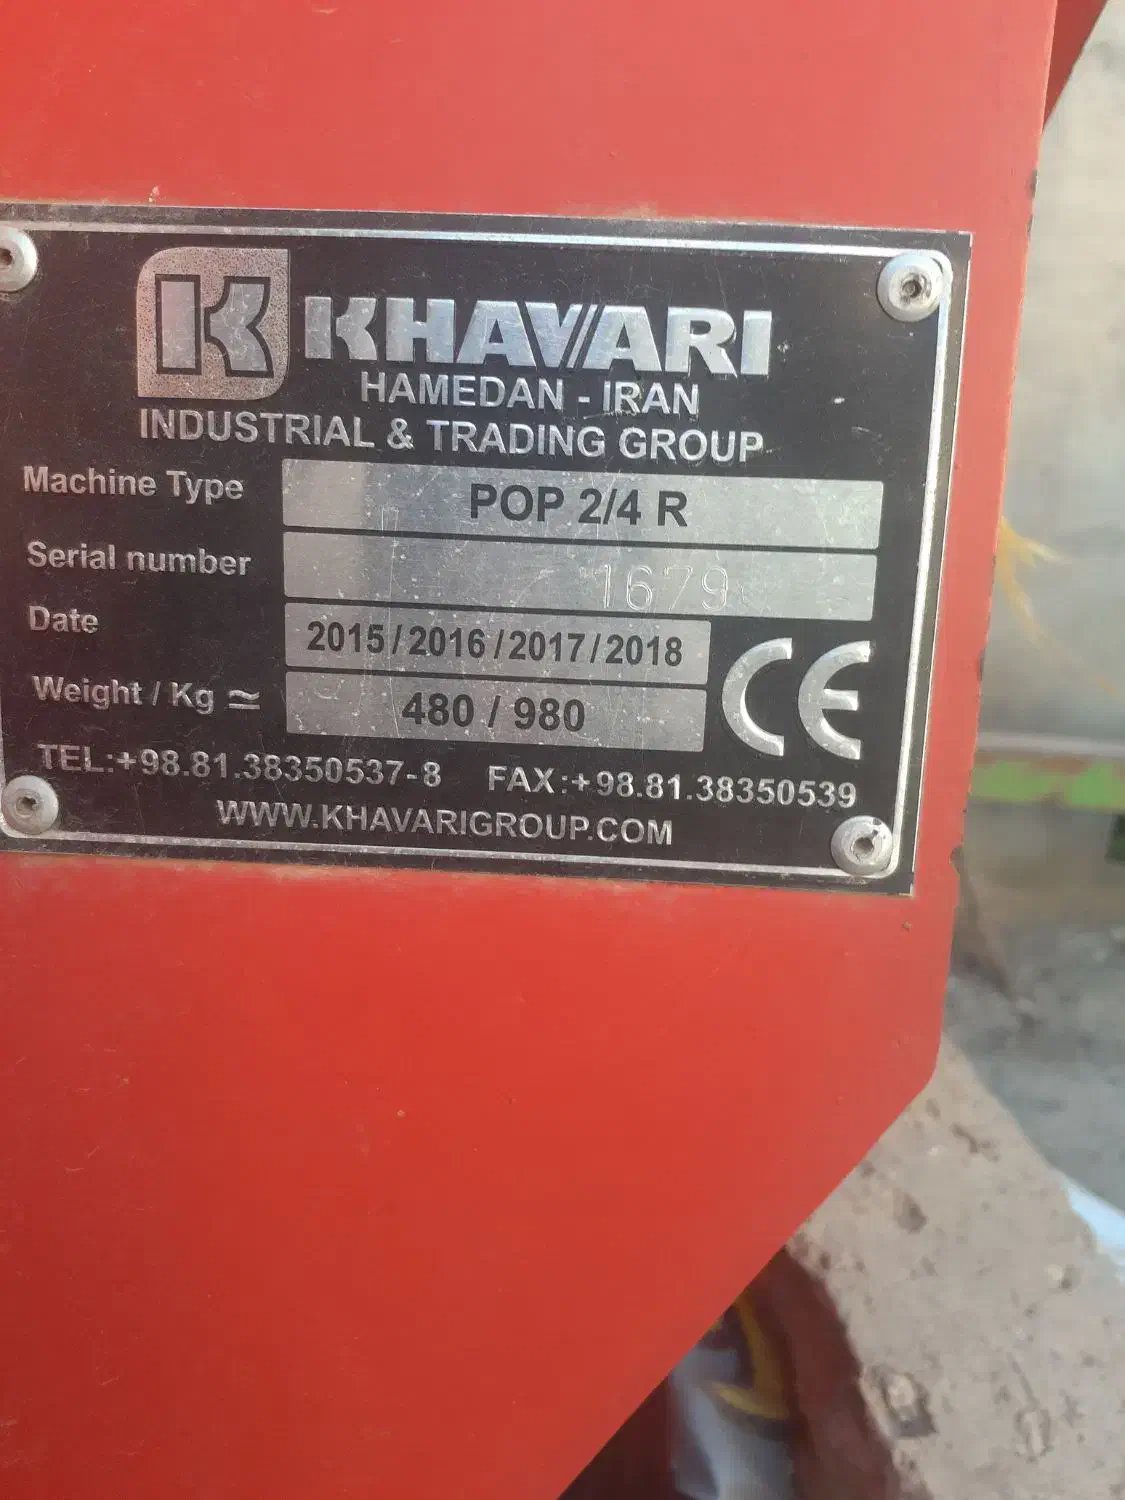 K KHAVARI
HAMEDAN - IRAN
INDUSTRIAL & TRADING GROUP
Machine Type POP 2/4 R
Serial number 1679
Date 2015/2016/2017/2018
Weight / Kg ≃ 480 / 980
CE
TEL:+98.81.38350537-8 FAX:+98.81.38350539
WWW.KHAVARIGROUP.COM